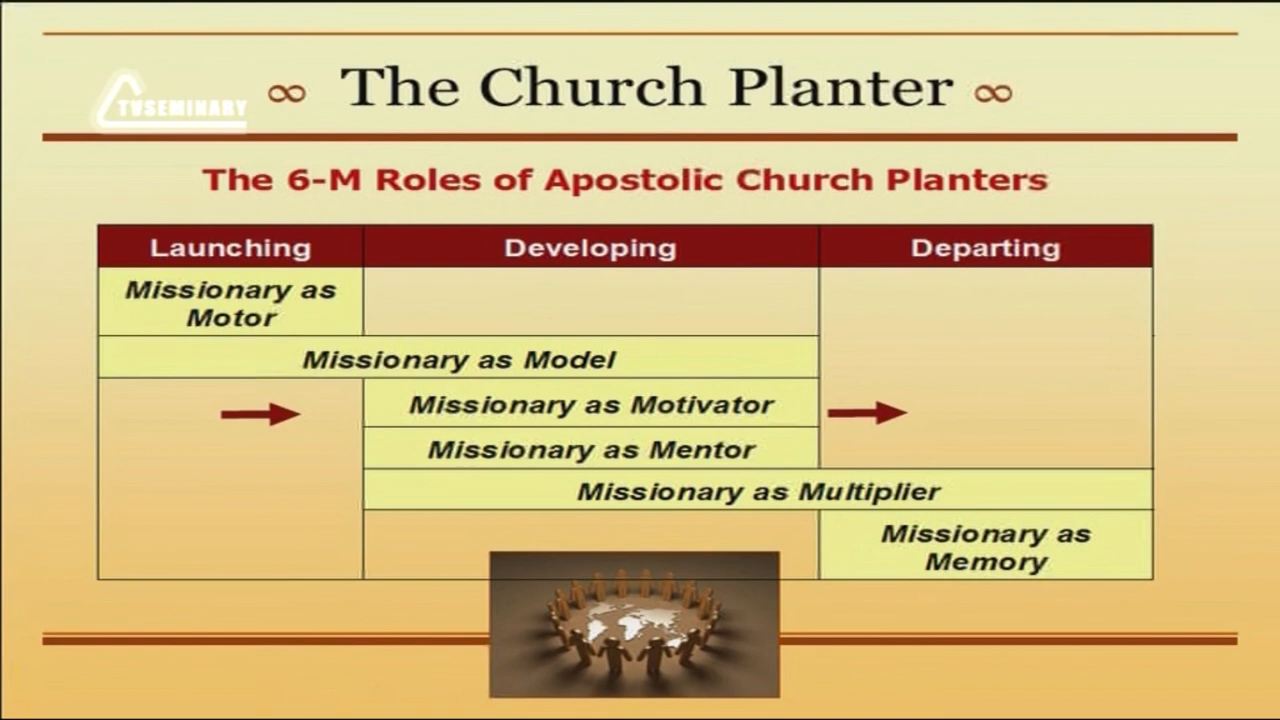 TVSEMINARY
∞ The Church Planter ∞
The 6-M Roles of Apostolic Church Planters
Launching
Developing
Departing
Missionary as
Motor
Missionary as Model
Missionary as Motivator
Missionary as Mentor
Missionary as Multiplier
Missionary as
Memory